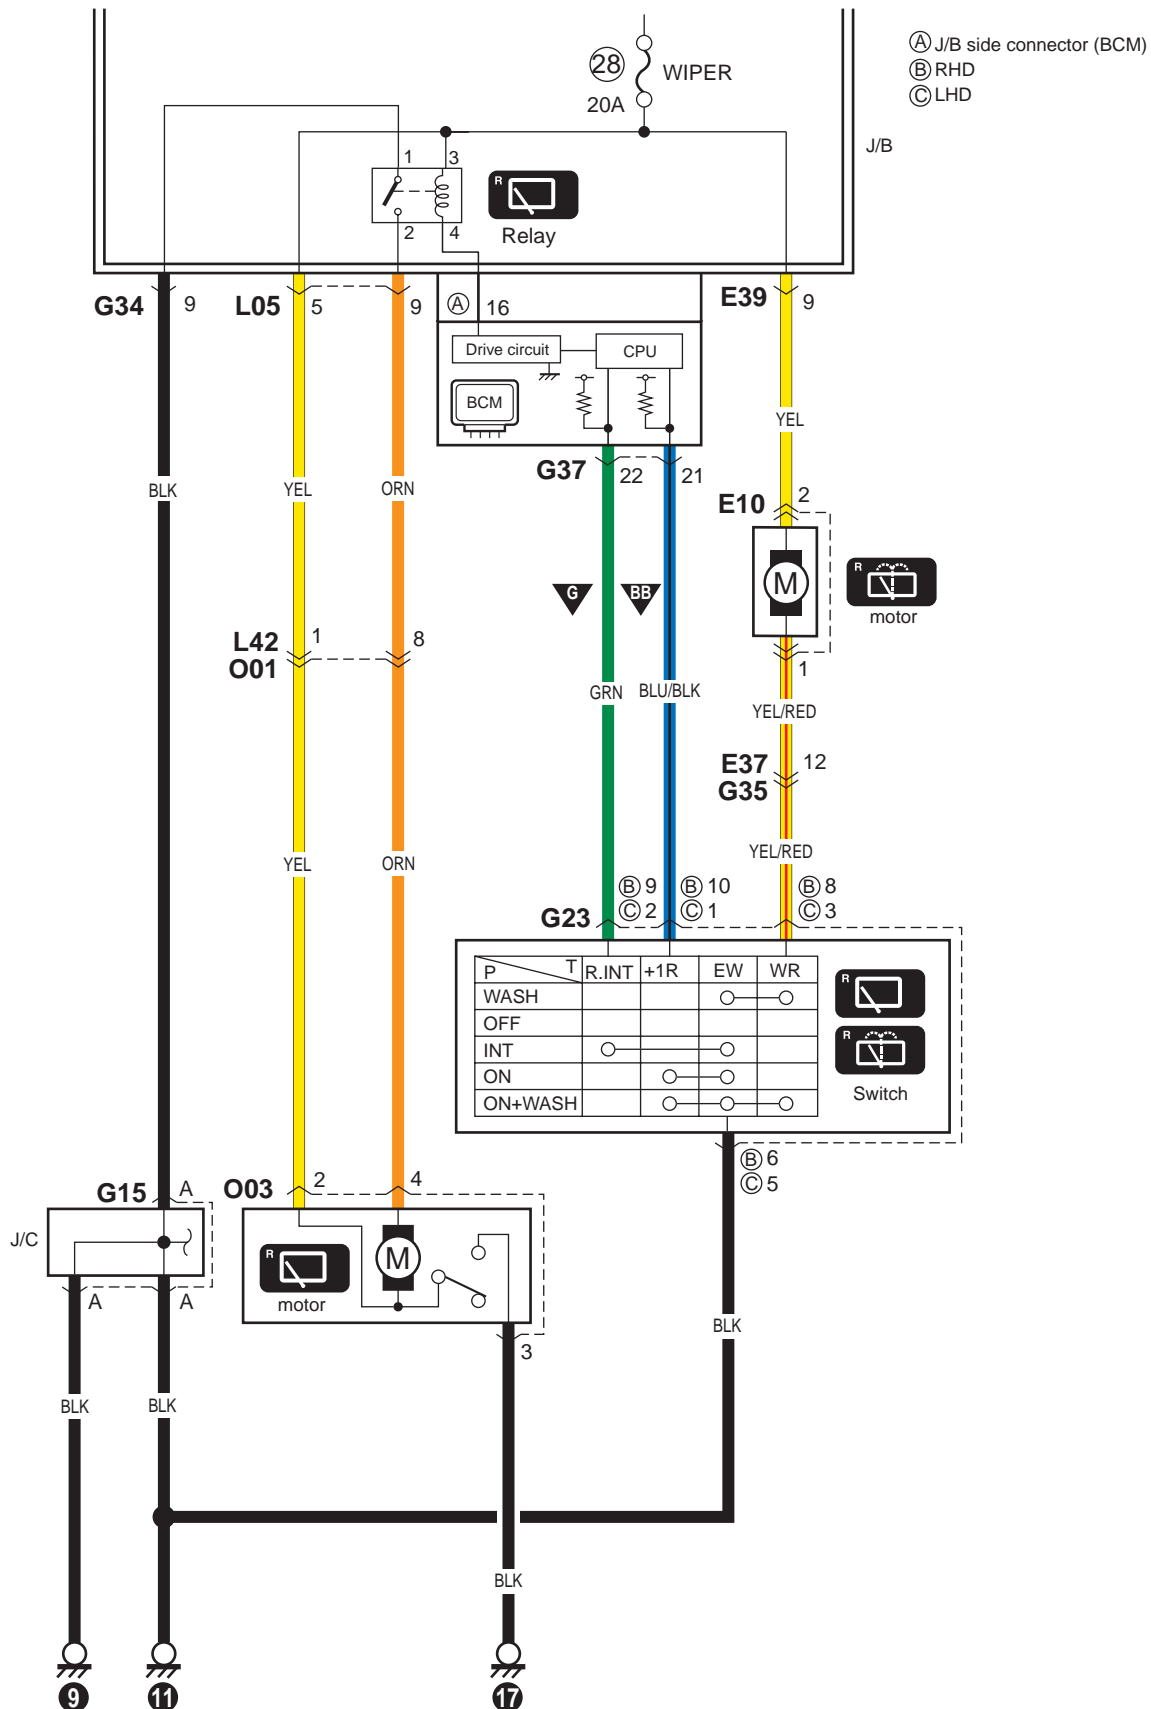 Ⓐ J/B side connector (BCM)
Ⓑ RHD
Ⓒ LHD
28 WIPER
20A
J/B
1 3
R
2 4 Relay
G34 9 L05 5 9 Ⓐ 16 E39 9
Drive circuit CPU
BCM
YEL
G37 22 21
BLK YEL ORN
E10 2
G BB
M R
motor
L42 1 8
O01
1
GRN BLU/BLK
YEL/RED
E37 12
G35
YEL/RED
YEL ORN
Ⓑ 9 Ⓑ 10 Ⓑ 8
G23 Ⓒ 2 Ⓒ 1 Ⓒ 3
P T R.INT +1R EW WR
R
WASH
OFF
R
INT
ON
Switch
ON+WASH
Ⓑ 6
Ⓒ 5
G15 A O03 2 4
J/C
R M
motor
A A
BLK
3
BLK BLK
BLK
9 11 17